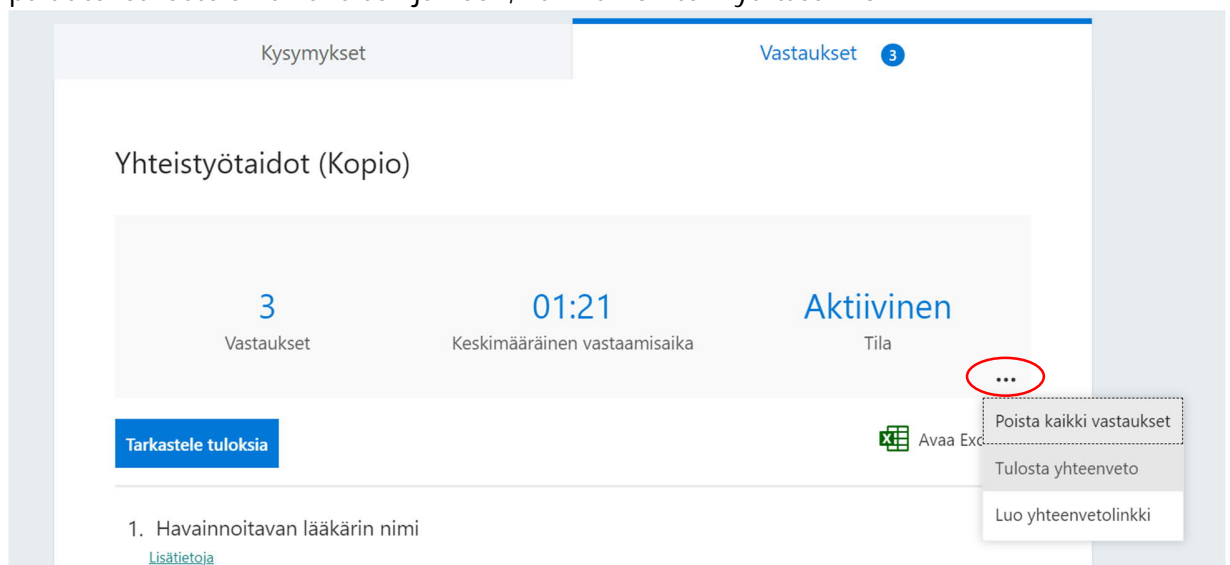 Kysymykset
Vastaukset 3
Yhteistyötaidot (Kopio)
3
01:21
Aktiivinen
Vastaukset
Keskimääräinen vastaamisaika
Tila
...
Tarkastele tuloksia
Avaa Exc
Poista kaikki vastaukset
Tulosta yhteenveto
Luo yhteenvetolinkki
1. Havainnoitavan lääkärin nimi
Lisätietoja